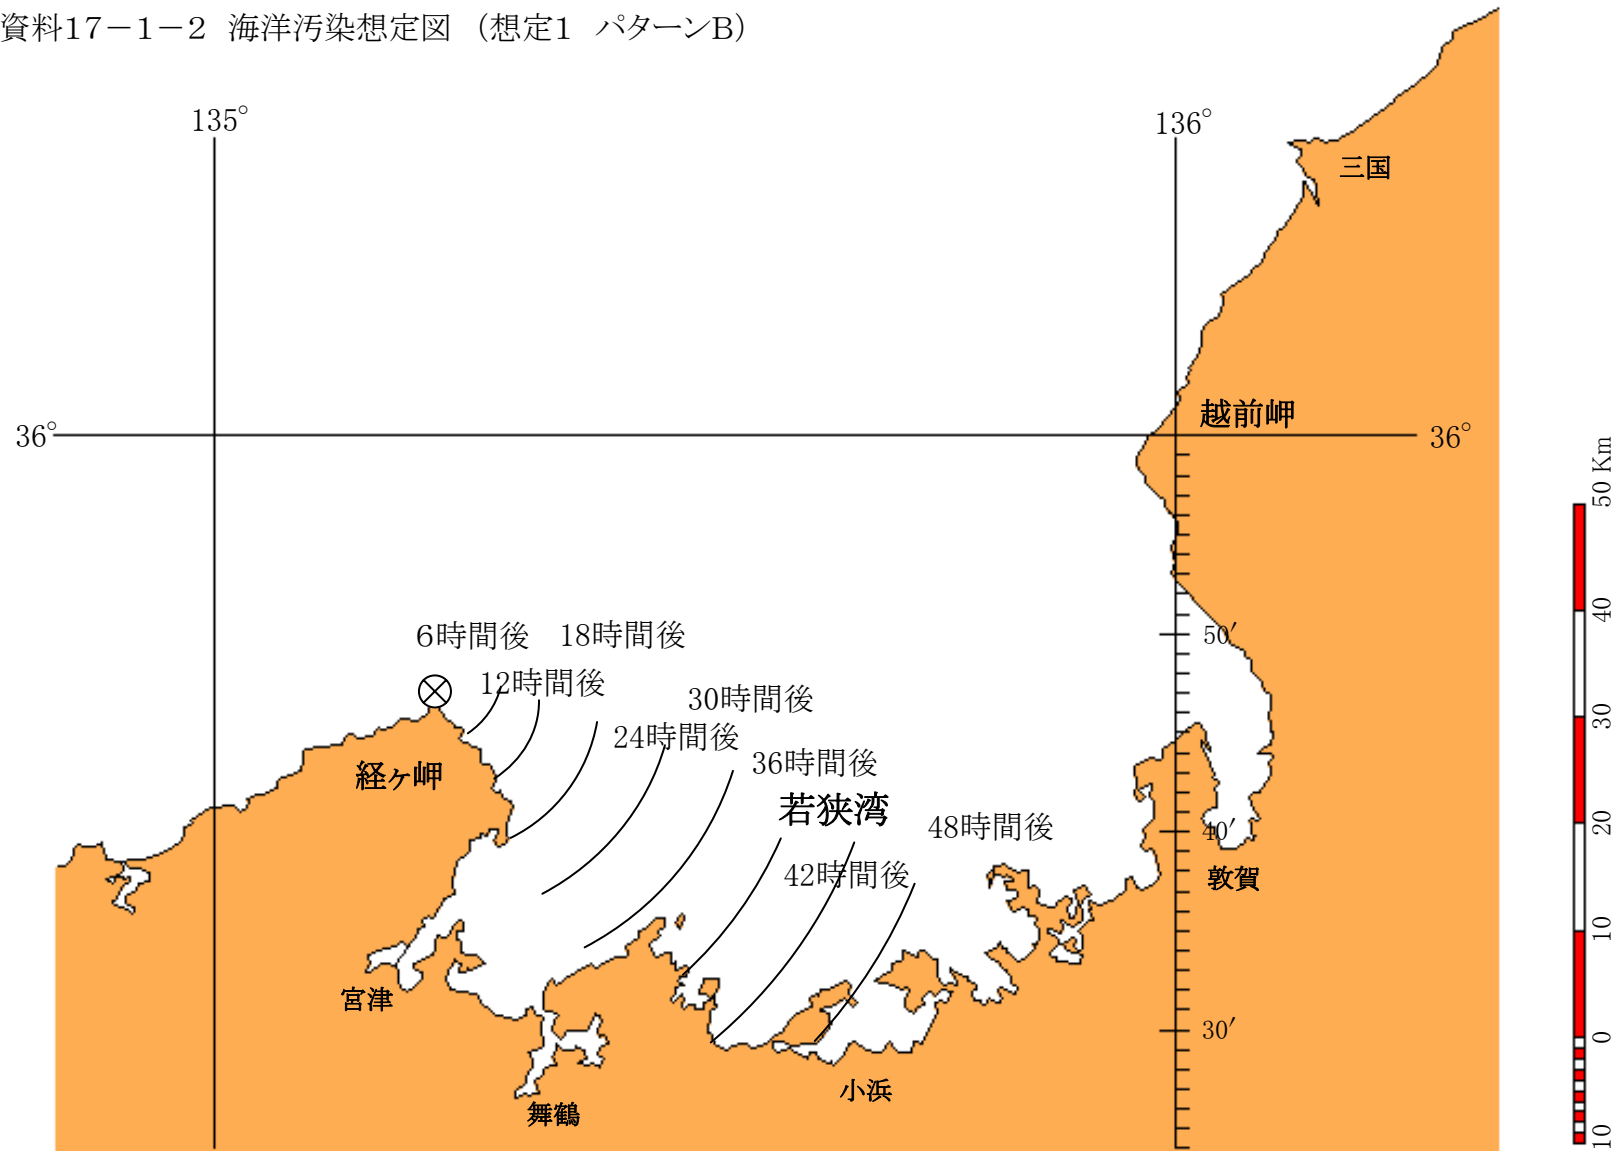 資料17－1－2 海洋汚染想定図 （想定1 パターンB）
135°
136°
三国
越前岬
36°
36°
50 Km
40
30
20
10
0
10
6時間後
18時間後
50′
12時間後
30時間後
24時間後
36時間後
経ヶ岬
若狭湾
48時間後
40′
42時間後
敦賀
宮津
30′
小浜
舞鶴